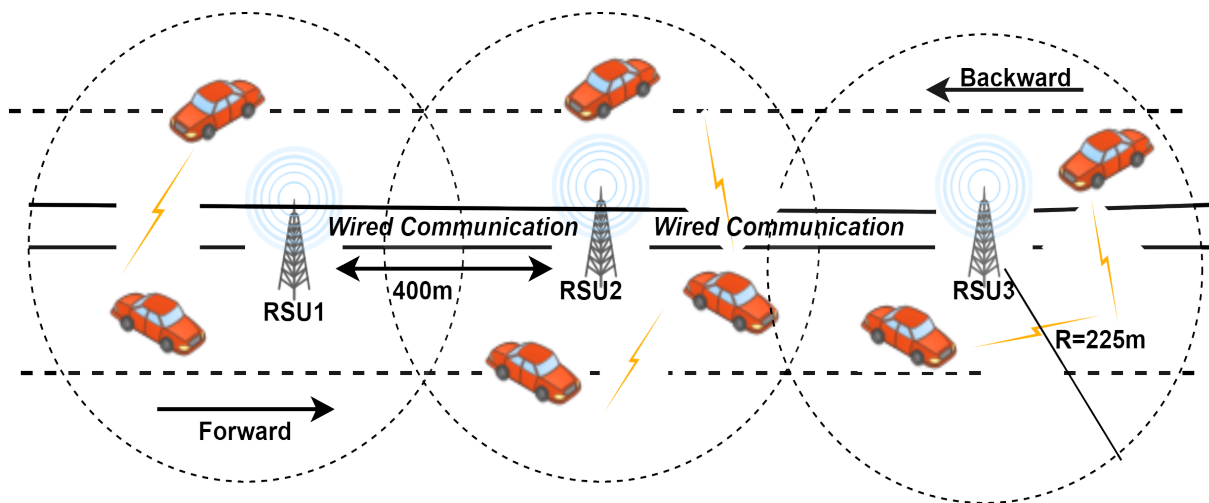 Backward
Wired Communication
Wired Communication
RSU1
400m
RSU2
RSU3
R=225m
Forward